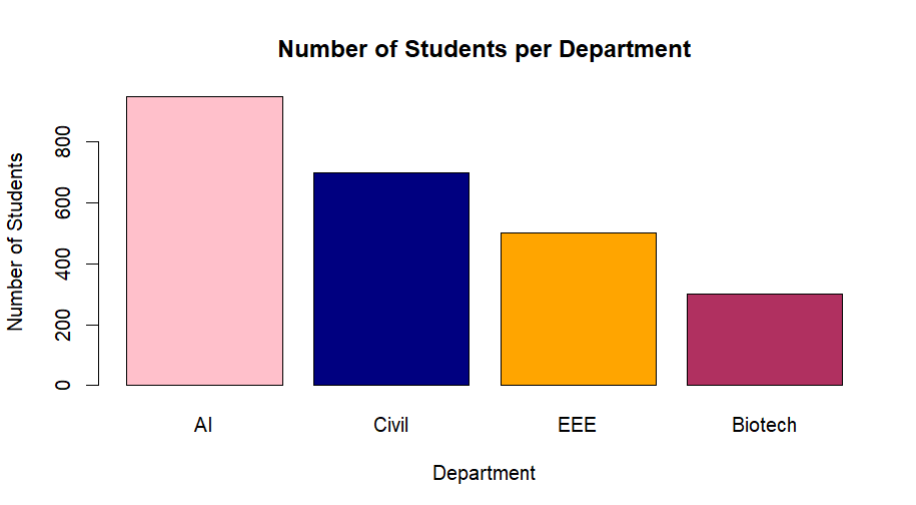 Number of Students per Department
Number of Students
800
600
400
200
0
AI
Civil
EEE
Biotech
Department